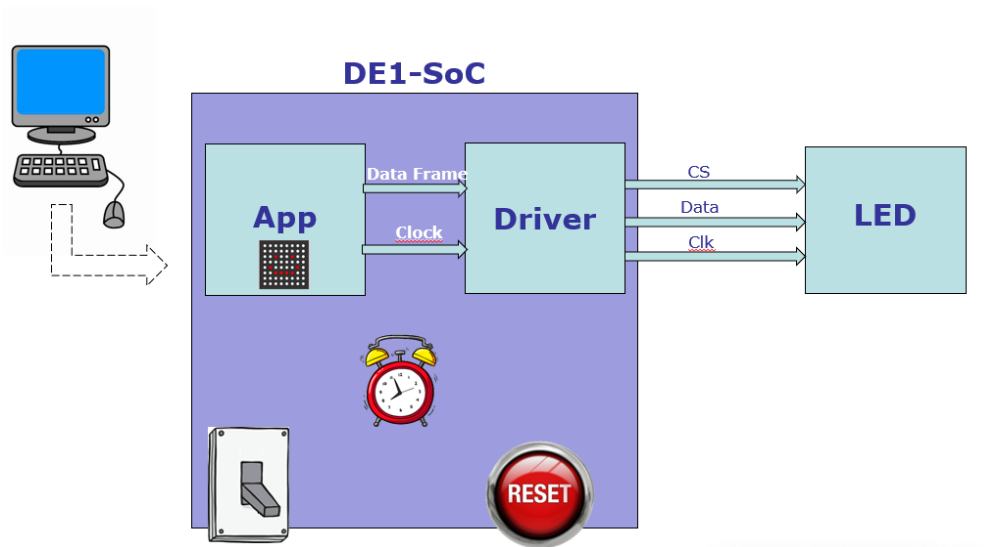 DE1-SoC
Data Frame
App
Clock
Driver
CS
Data
Clk
LED
RESET